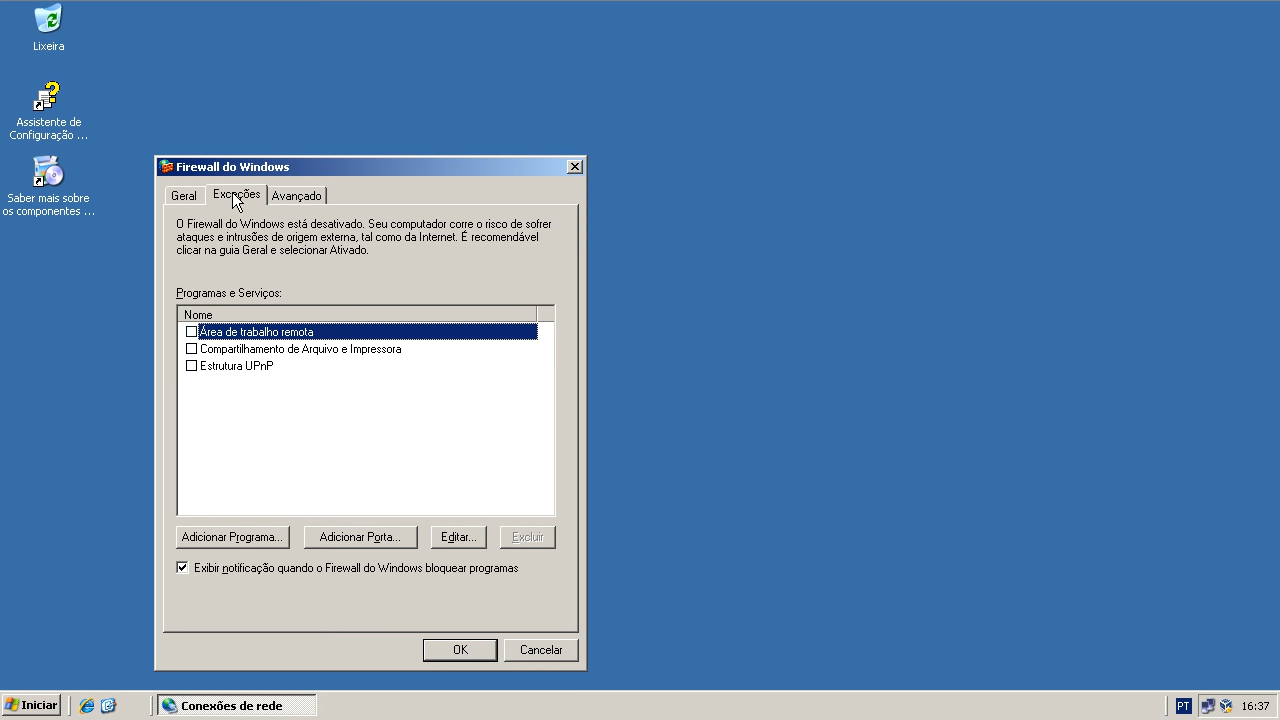 Lixeira
Assistente de
Configuração ...
Saber mais sobre
os componentes ...
Firewall do Windows
Geral
Exceções
Avançado
O Firewall do Windows está desativado. Seu computador corre o risco de sofrer
ataques e intrusões de origem externa, tal como da Internet. É recomendável
clicar na guia Geral e selecionar Ativado.
Programas e Serviços:
Nome
Área de trabalho remota
Compartilhamento de Arquivo e Impressora
Estrutura UPnP
Adicionar Programa...
Adicionar Porta...
Editar...
Excluir
Exibir notificação quando o Firewall do Windows bloquear programas
OK
Cancelar
Iniciar
Conexões de rede
PT
16:37